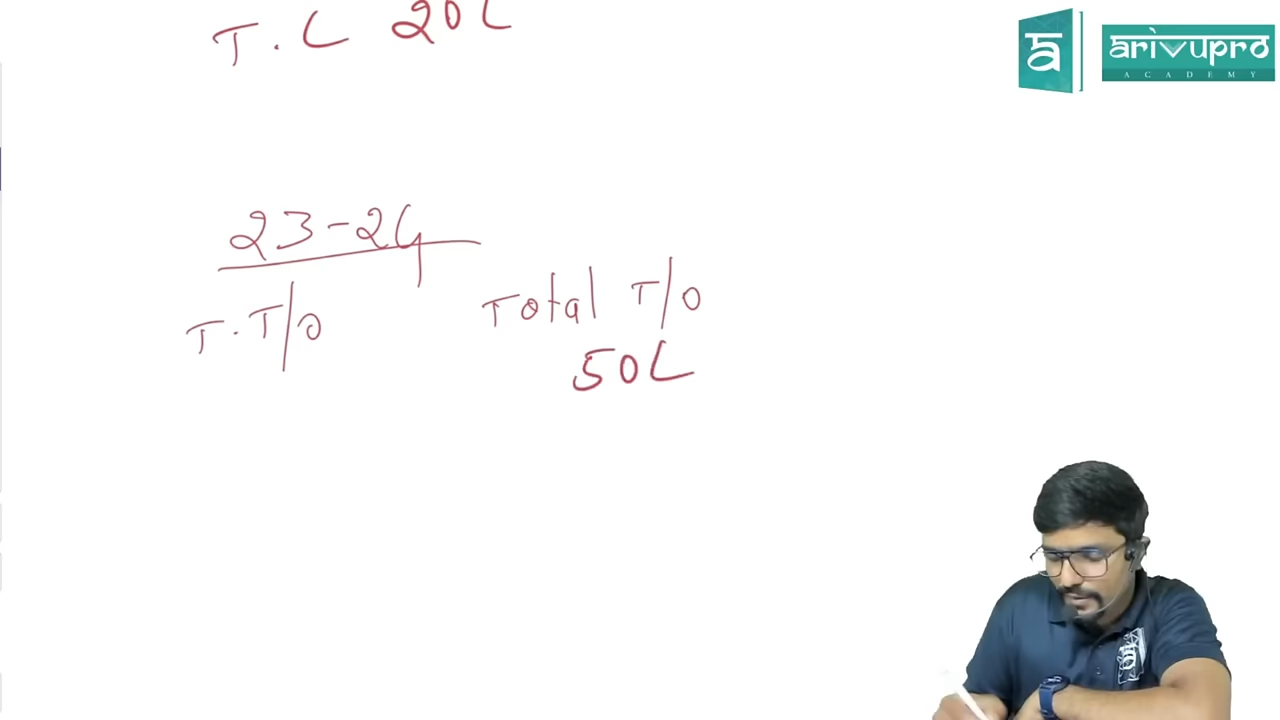 T. L 20L
arivupro
ACADEMY
23-24
T. T/O
Total T/O
50L